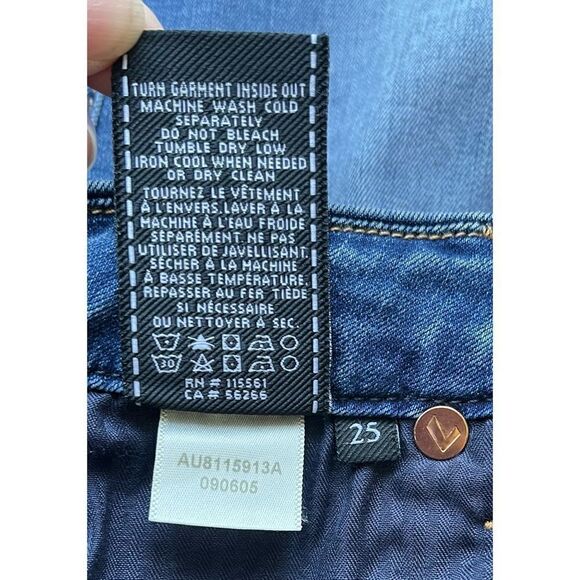 TURN GARMENT INSIDE OUT
MACHINE WASH COLD
SEPARATELY
DO NOT BLEACH
TUMBLE DRY LOW
IRON COOL WHEN NEEDED
OR DRY CLEAN
TOURNEZ LE VÊTEMENT
À L'ENVERS.LAVER À LA
MACHINE À L'EAU FROIDE
SÉPARÉMENT.NE PAS
UTILISER DE JAVELLISANT.
SÉCHER À LA MACHINE
À BASSE TEMPÉRATURE.
REPASSER AU FER TIÈDE
SI NÉCESSAIRE
OU NETTOYER À SEC.
30
RN # 115561
CA # 56266
AU8115913A
090605
25